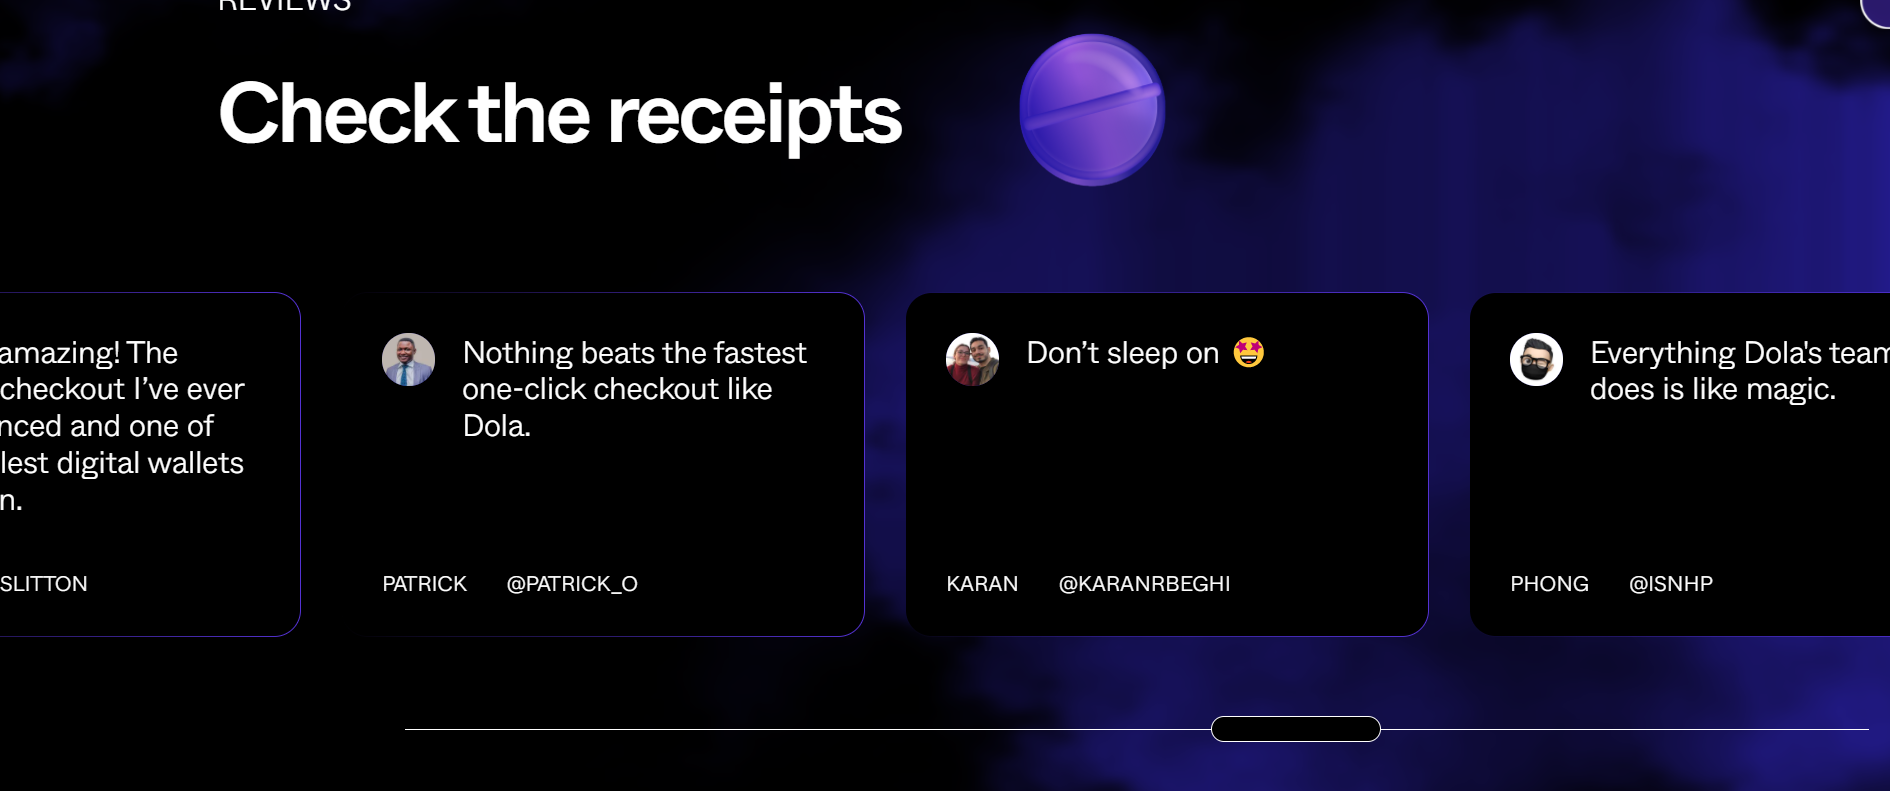 REVIEWS
Check the receipts
amazing! The
checkout I’ve ever
nced and one of
lest digital wallets
n.
SLITTON
Nothing beats the fastest
one-click checkout like
Dola.
PATRICK @PATRICK_O
Don’t sleep on 🤩
KARAN @KARANRBEGHI
Everything Dola's team
does is like magic.
PHONG @ISNHP